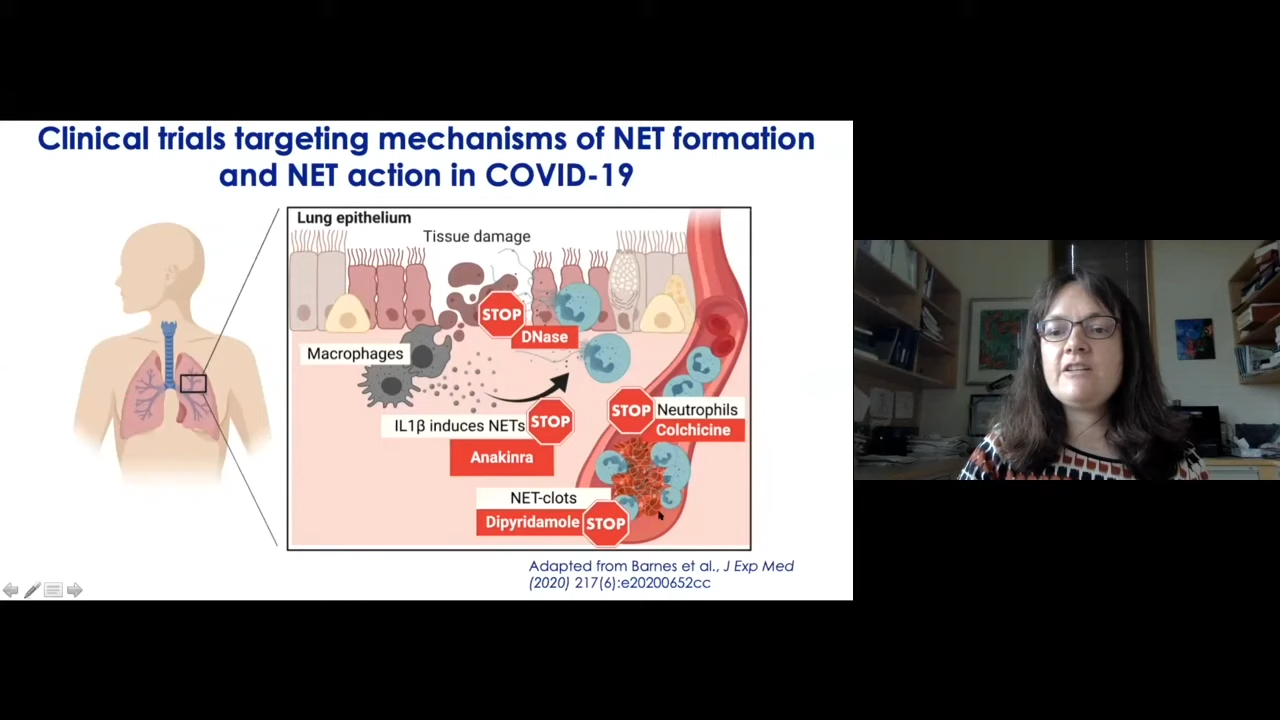 Clinical trials targeting mechanisms of NET formation
and NET action in COVID-19
Lung epithelium
Tissue damage
STOP
DNase
Macrophages
IL1β induces NETs
STOP
Anakinra
STOP
Neutrophils
Colchicine
NET-clots
Dipyridamole
STOP
Adapted from Barnes et al., J Exp Med
(2020) 217(6):e20200652cc